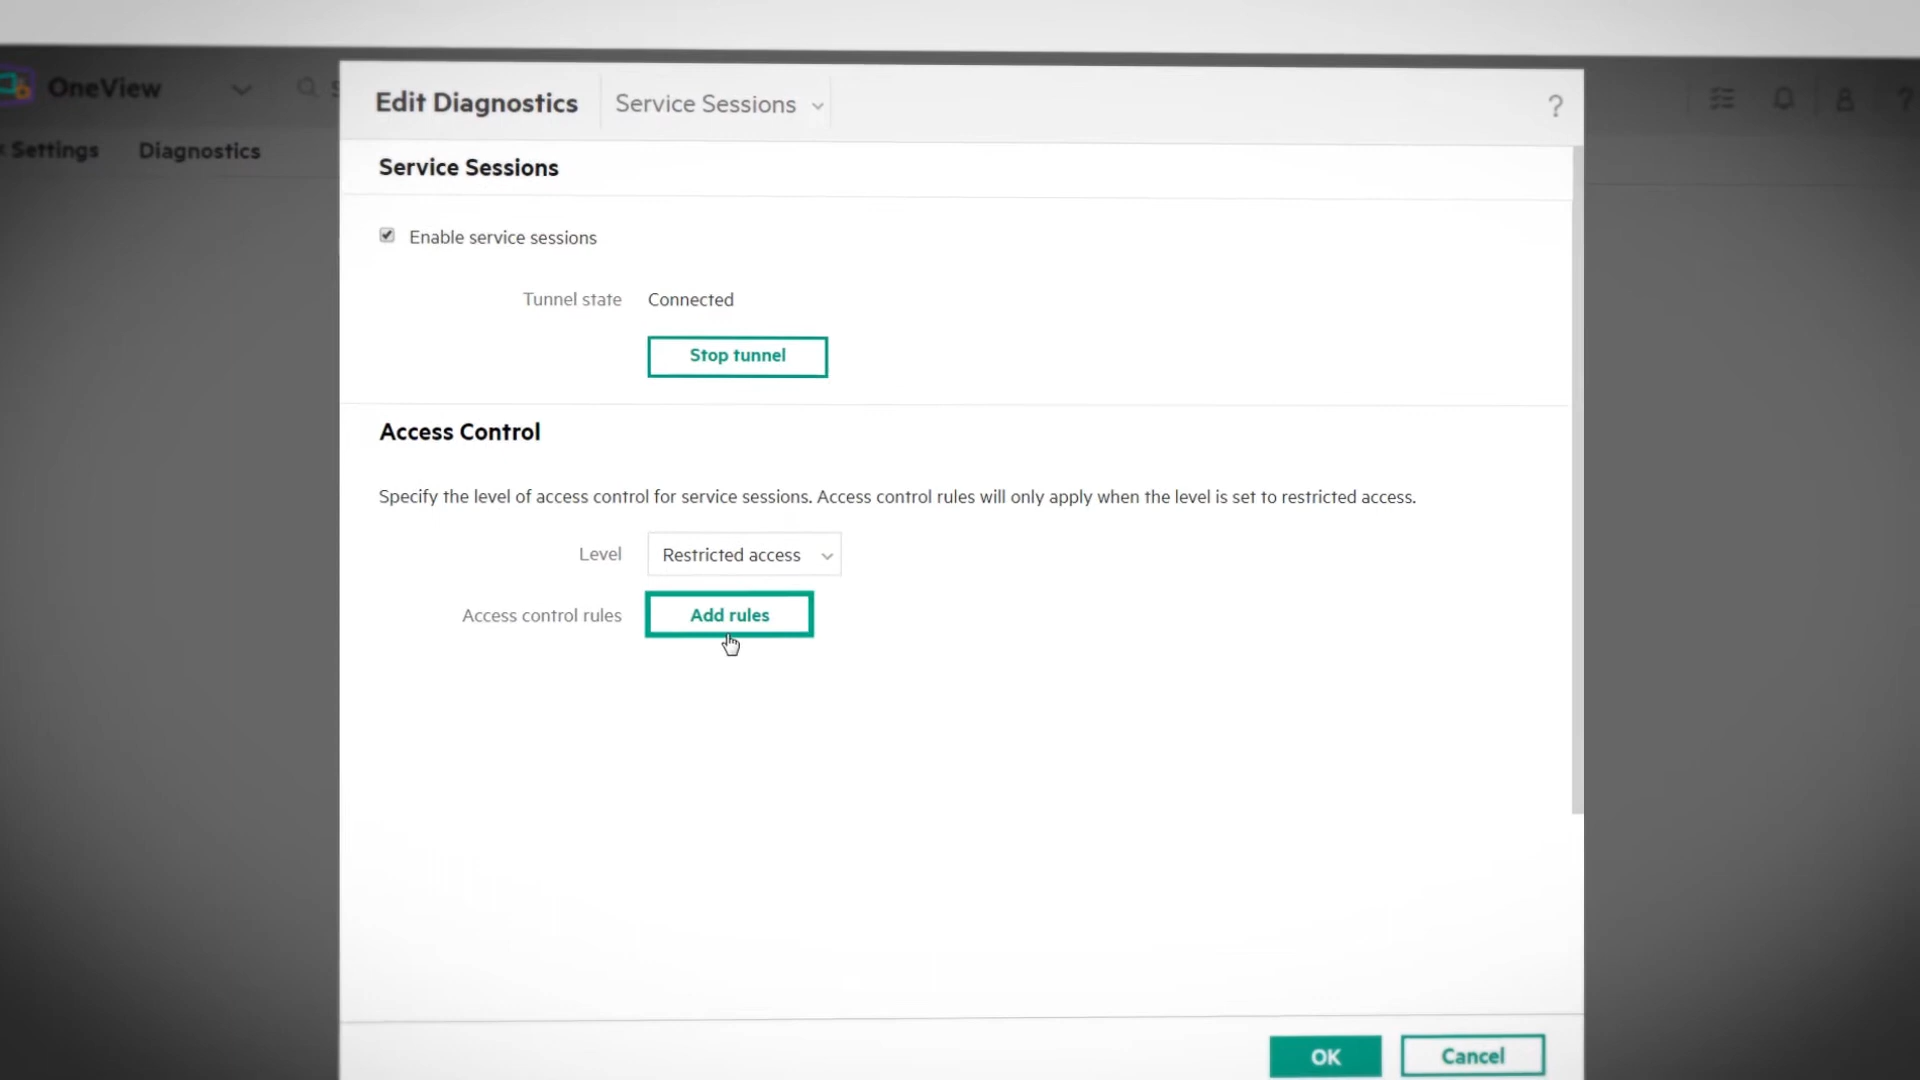 OneView
S
Edit Diagnostics
Service Sessions
?
?
Settings
Diagnostics
Service Sessions
Enable service sessions
Tunnel state
Connected
Stop tunnel
Access Control
Specify the level of access control for service sessions. Access control rules will only apply when the level is set to restricted access.
Level
Restricted access
Access control rules
Add rules
OK
Cancel